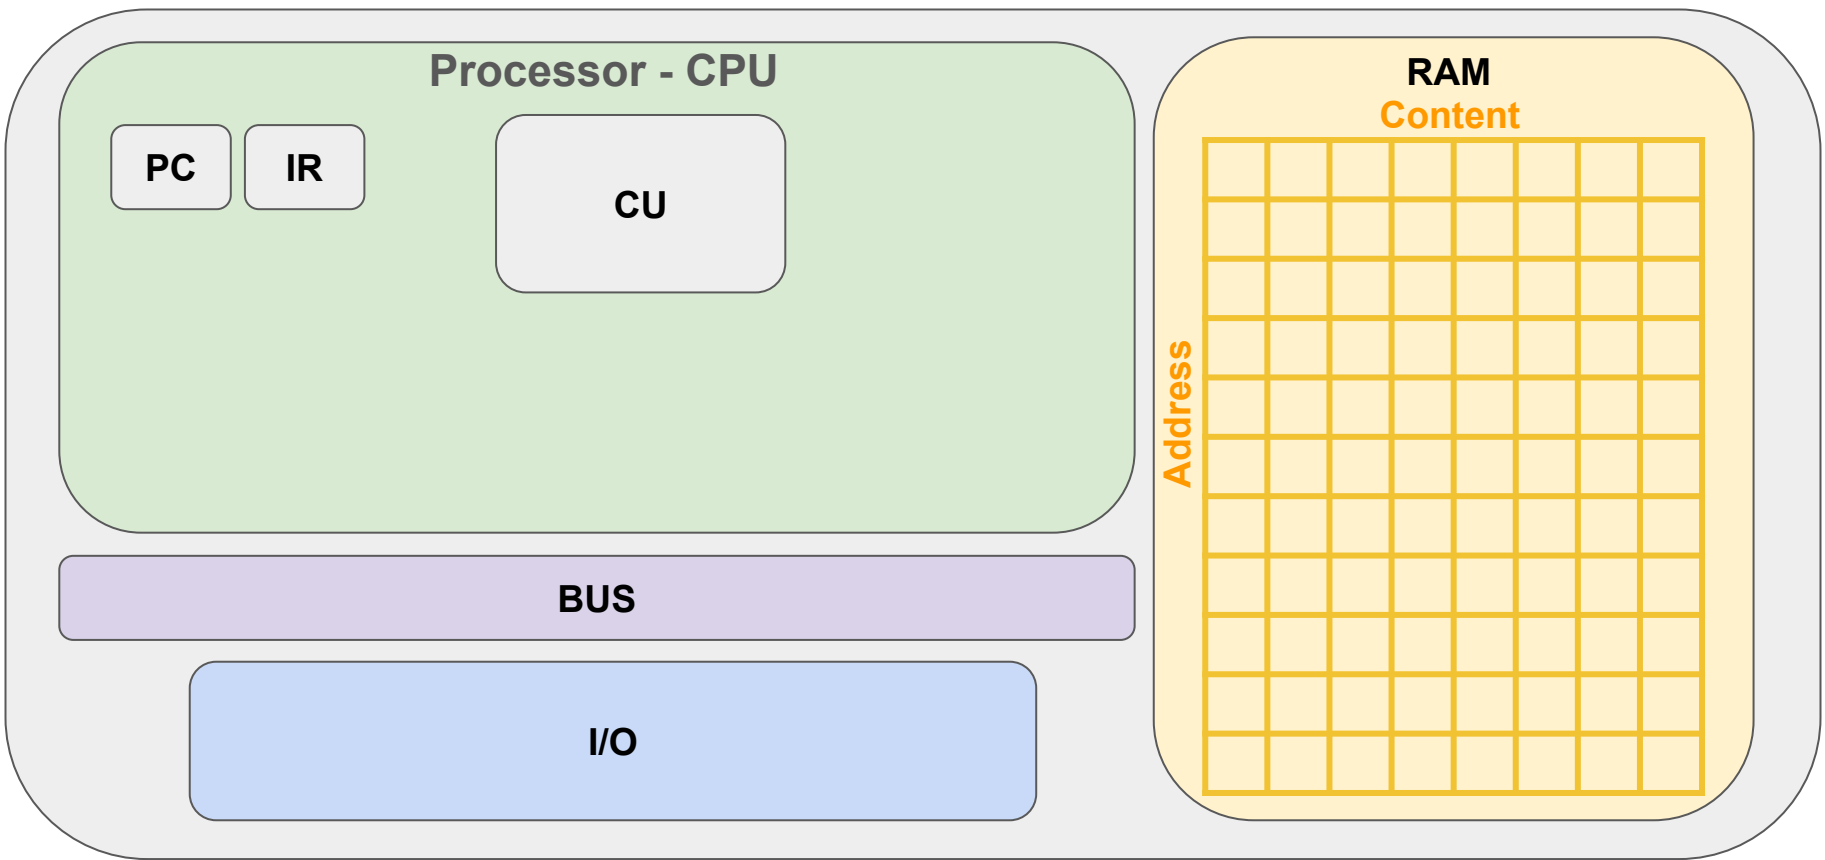 Processor - CPU
PC
IR
CU
BUS
I/O
RAM
Content
Address